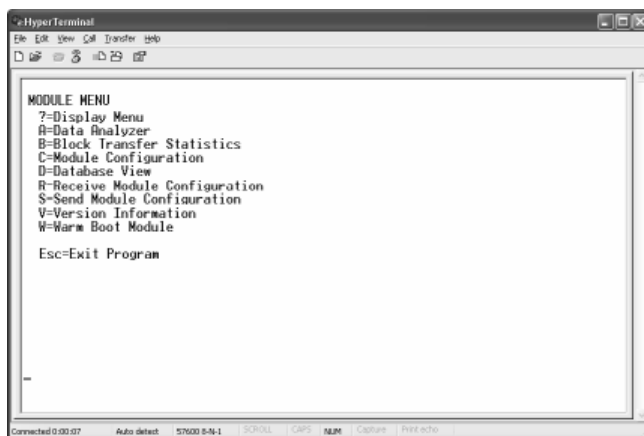 HyperTerminal
File Edit View Call Transfer Help
MODULE MENU
?=Display Menu
A=Data Analyzer
B=Block Transfer Statistics
C=Module Configuration
D=Database View
R=Receive Module Configuration
S=Send Module Configuration
V=Version Information
W=Warm Boot Module
Esc=Exit Program
Connected 0:00:07 Auto detect 57600 8-N-1 SCROLL CAPS NUM Capture Print echo